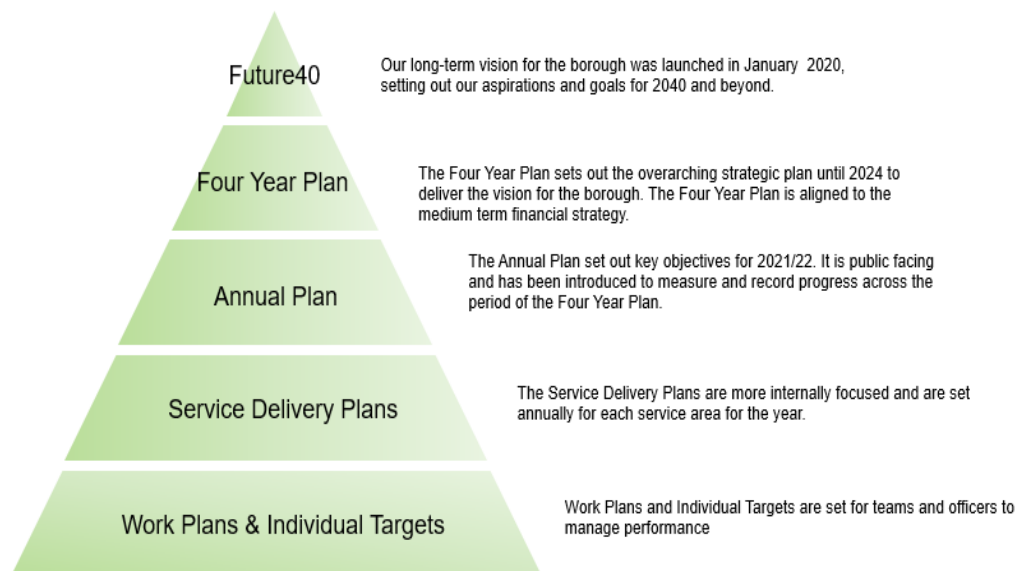 Future40
Our long-term vision for the borough was launched in January 2020,
setting out our aspirations and goals for 2040 and beyond.
Four Year Plan
The Four Year Plan sets out the overarching strategic plan until 2024 to
deliver the vision for the borough. The Four Year Plan is aligned to the
medium term financial strategy.
Annual Plan
The Annual Plan set out key objectives for 2021/22. It is public facing
and has been introduced to measure and record progress across the
period of the Four Year Plan.
Service Delivery Plans
The Service Delivery Plans are more internally focused and are set
annually for each service area for the year.
Work Plans & Individual Targets
Work Plans and Individual Targets are set for teams and officers to
manage performance